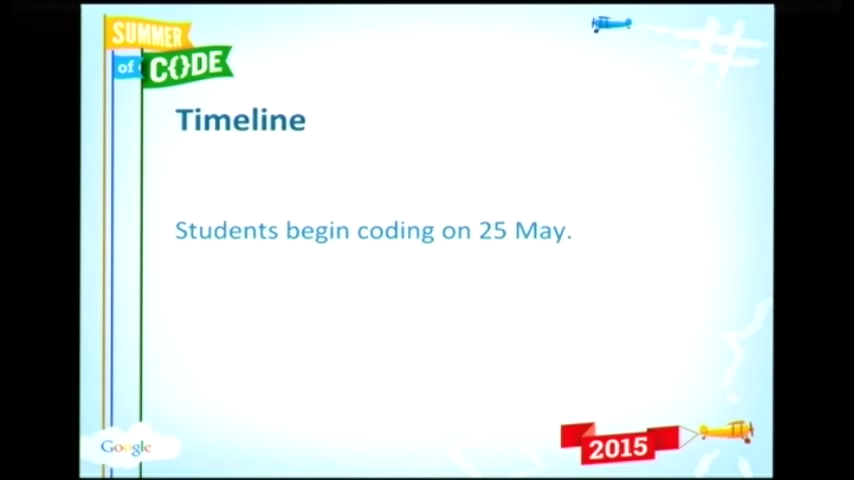 SUMMER
of CODE
Timeline
Students begin coding on 25 May.
Google
2015